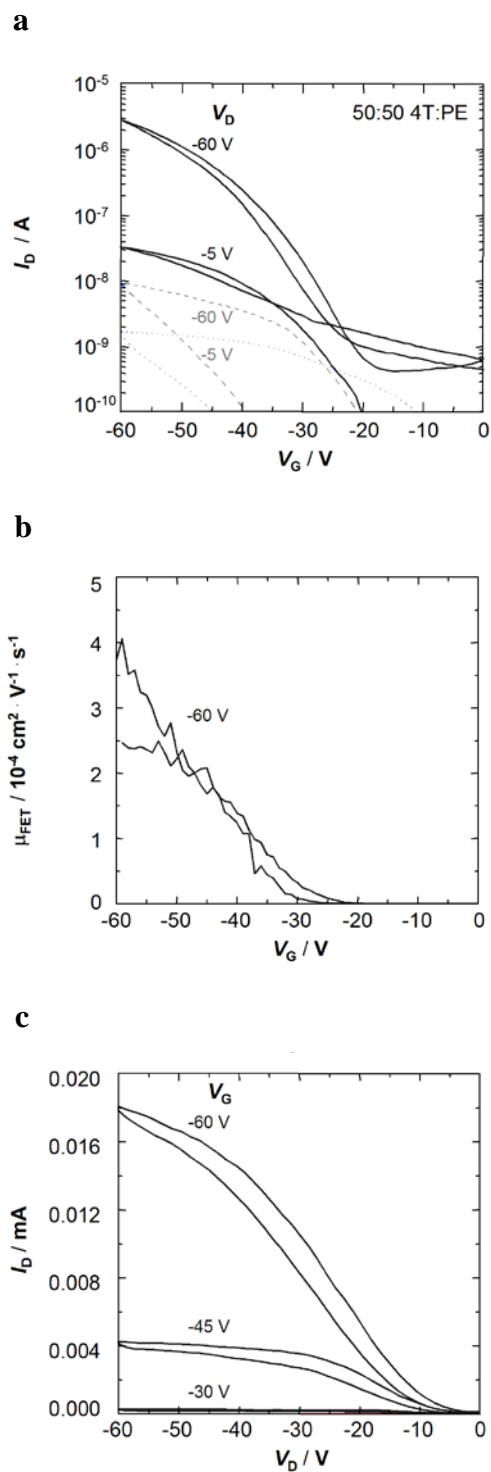 a
10⁻⁵
V_D
50:50 4T:PE
-60 V
10⁻⁶
10⁻⁷
I_D / A
-5 V
10⁻⁸
-60 V
10⁻⁹
-5 V
10⁻¹⁰
-60 -50 -40 -30 -20 -10 0
V_G / V
b
5
4
3
2
1
0
-60 V
μ_FET / 10⁻⁴ cm² · V⁻¹ · s⁻¹
-60 -50 -40 -30 -20 -10 0
V_G / V
c
0.020
V_G
-60 V
0.016
0.012
I_D / mA
0.008
-45 V
0.004
-30 V
0.000
-60 -50 -40 -30 -20 -10 0
V_D / V